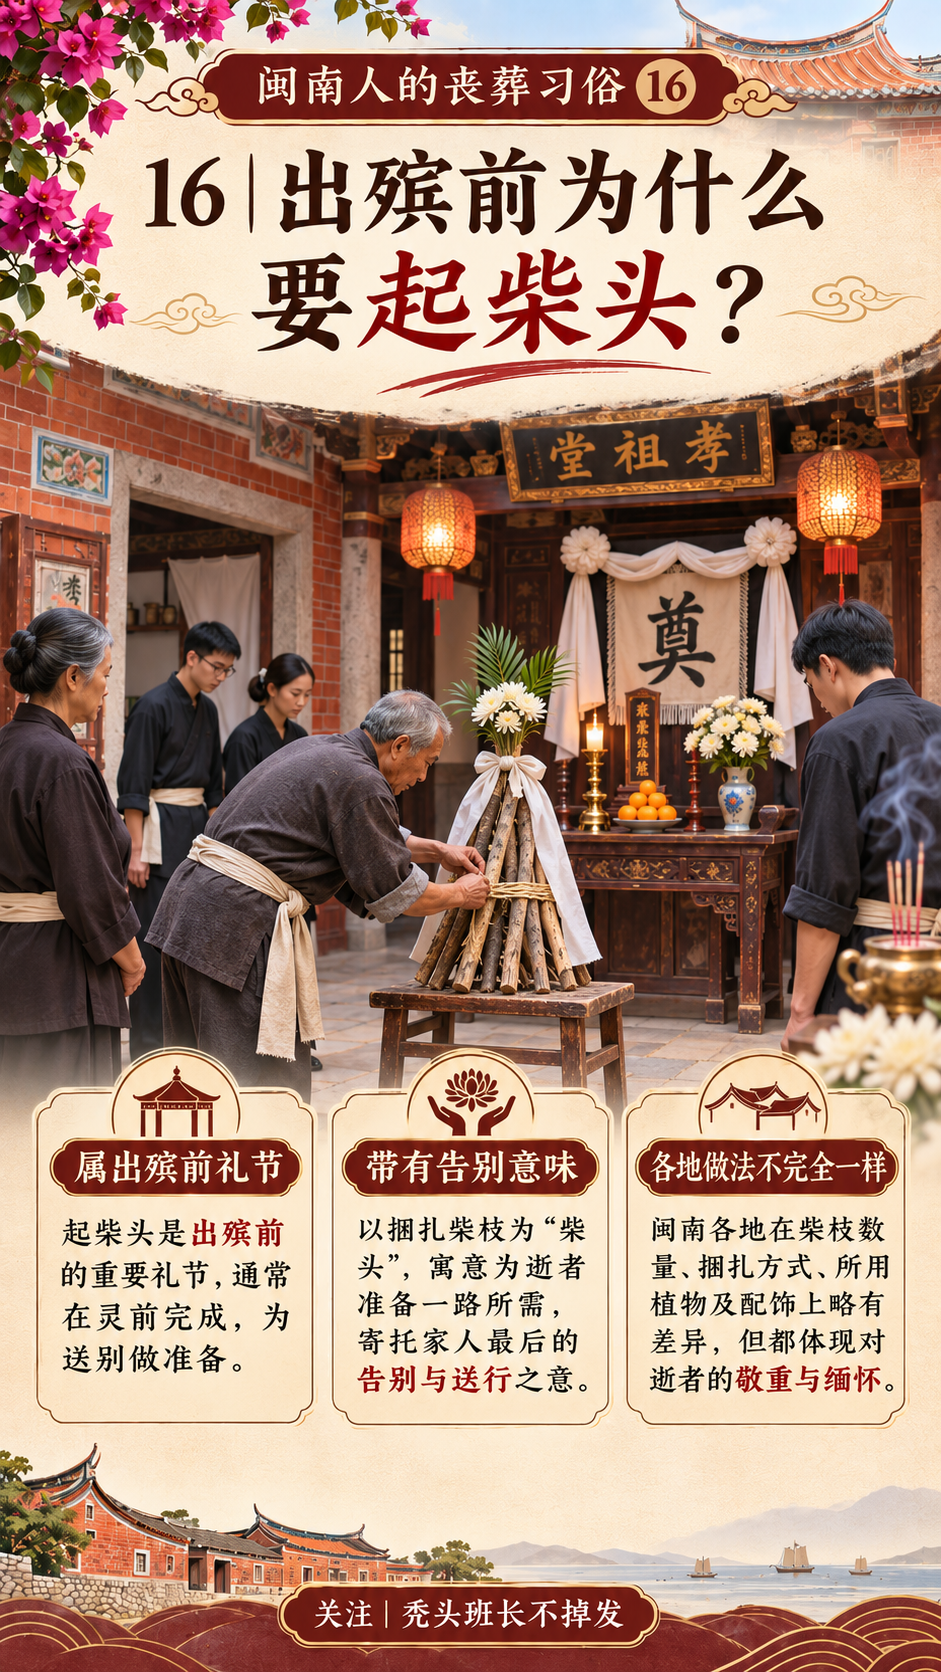 闽南人的丧葬习俗 16
16|出殡前为什么
要起柴头？
孝祖堂
奠
属出殡前礼节
起柴头是出殡前
的重要礼节，通常
在灵前完成，为
送别做准备。
带有告别意味
以捆扎柴枝为“柴
头”，寓意为逝者
准备一路所需，
寄托家人最后的
告别与送行之意。
各地做法不完全一样
闽南各地在柴枝数
量、捆扎方式、所用
植物及配饰上略有
差异，但都体现对
逝者的敬重与缅怀。
关注|秃头班长不掉发